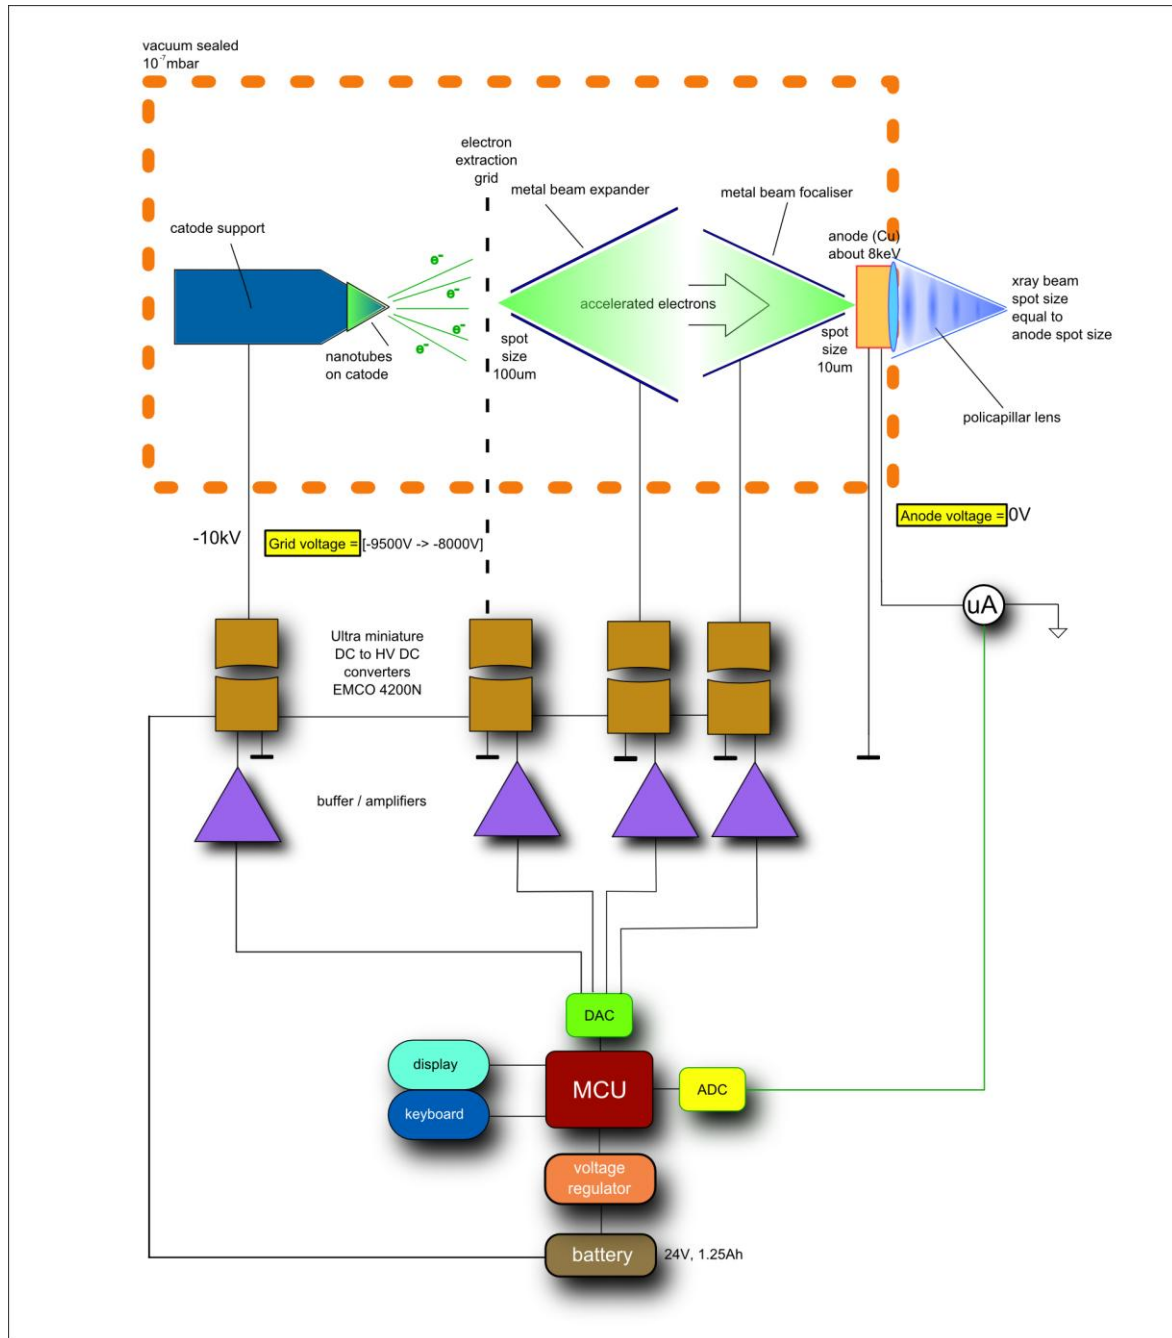 vacuum sealed
10⁻⁷mbar
electron
extraction
grid
metal beam expander
metal beam focaliser
catode support
anode (Cu)
about 8keV
e⁻
e⁻
e⁻
e⁻
accelerated electrons
xray beam
spot size
equal to
anode spot size
nanotubes
on catode
spot
size
100um
spot
size
10um
policapillar lens
-10kV
Grid voltage = [-9500V -> -8000V]
Anode voltage = 0V
uA
Ultra miniature
DC to HV DC
converters
EMCO 4200N
buffer / amplifiers
DAC
display
MCU
ADC
keyboard
voltage
regulator
battery
24V, 1.25Ah